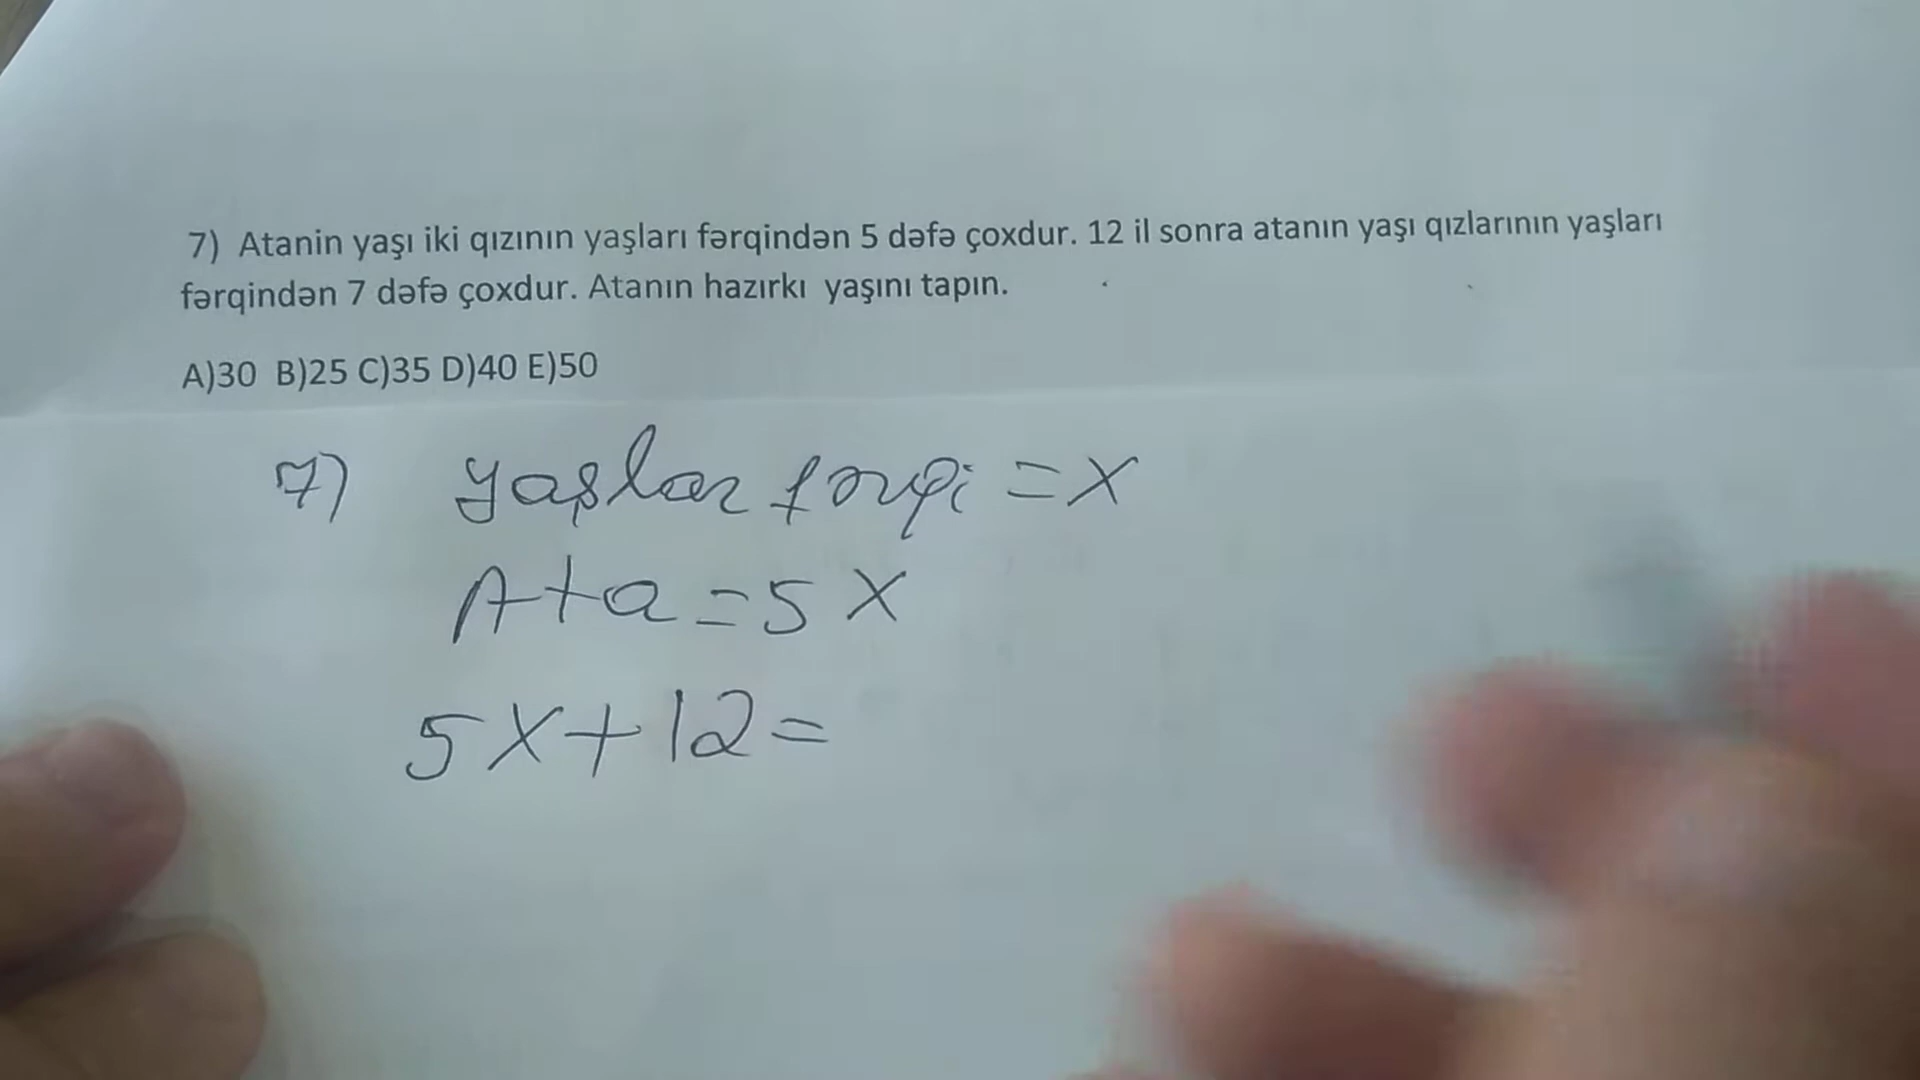 7) Atanin yaşı iki qızının yaşları fərqindən 5 dəfə çoxdur. 12 il sonra atanın yaşı qızlarının yaşları
fərqindən 7 dəfə çoxdur. Atanın hazırkı yaşını tapın.
A)30 B)25 C)35 D)40 E)50
7) yaşlar fərqi = x
Ata = 5x
5x+12=